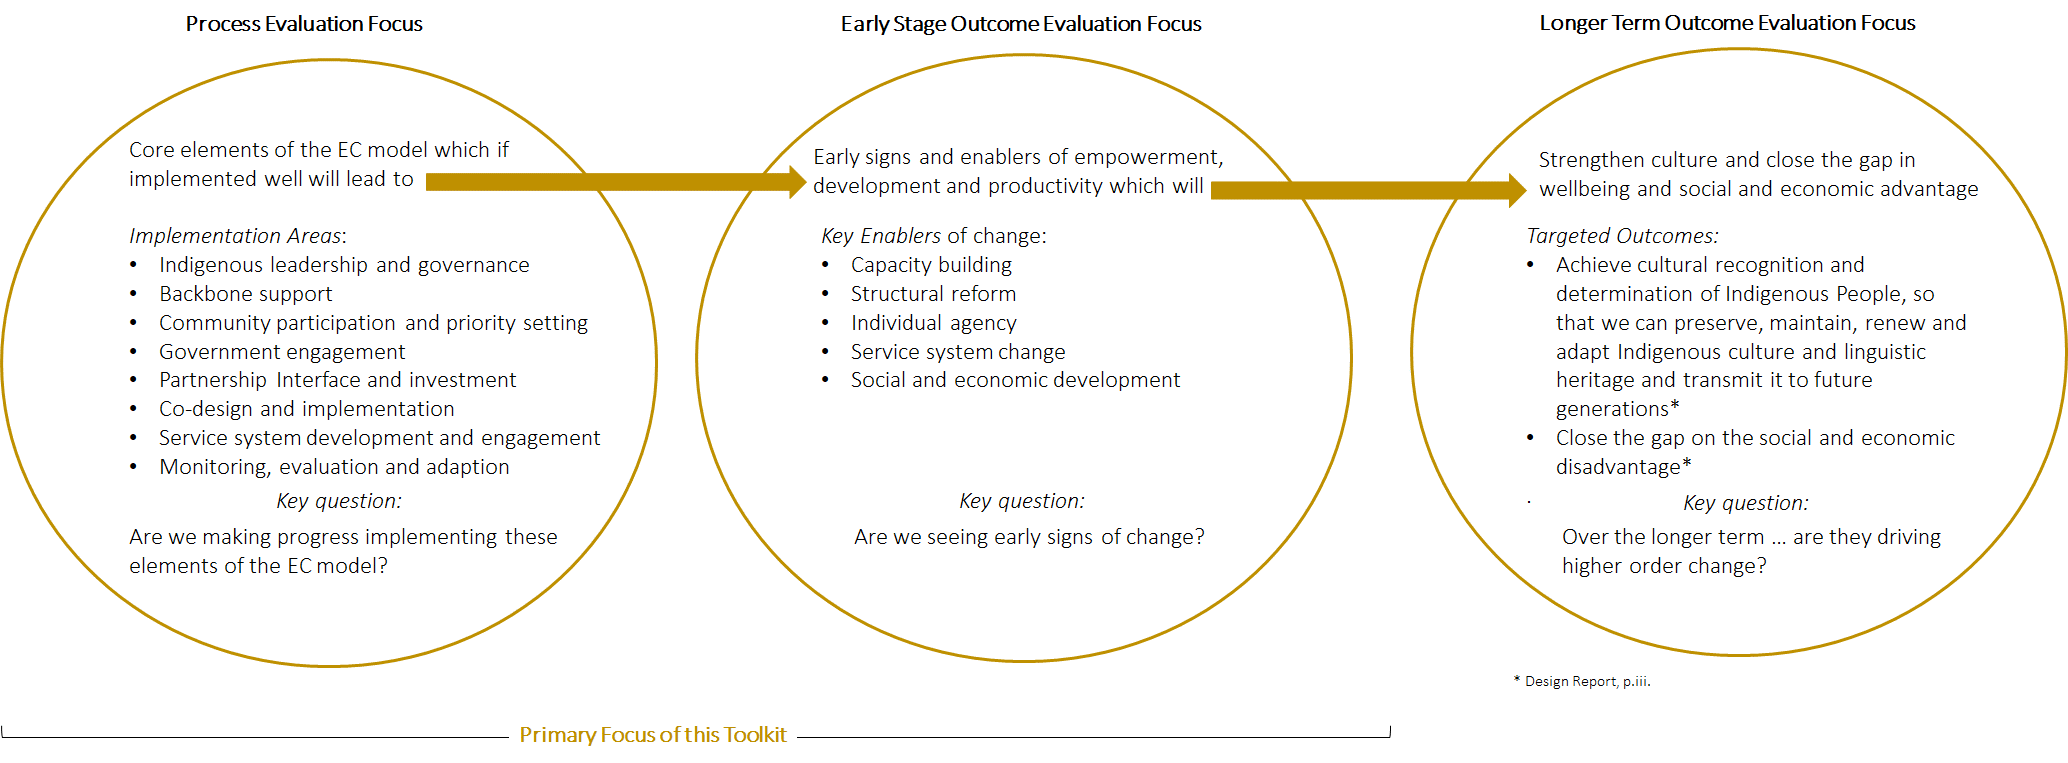 Process Evaluation Focus
Core elements of the EC model which if
implemented well will lead to
Implementation Areas:
• Indigenous leadership and governance
• Backbone support
• Community participation and priority setting
• Government engagement
• Partnership Interface and investment
• Co-design and implementation
• Service system development and engagement
• Monitoring, evaluation and adaption
Key question:
Are we making progress implementing these
elements of the EC model?
Early Stage Outcome Evaluation Focus
Early signs and enablers of empowerment,
development and productivity which will
Key Enablers of change:
• Capacity building
• Structural reform
• Individual agency
• Service system change
• Social and economic development
Key question:
Are we seeing early signs of change?
Longer Term Outcome Evaluation Focus
Strengthen culture and close the gap in
wellbeing and social and economic advantage
Targeted Outcomes:
• Achieve cultural recognition and
determination of Indigenous People, so
that we can preserve, maintain, renew and
adapt Indigenous culture and linguistic
heritage and transmit it to future
generations*
• Close the gap on the social and economic
disadvantage*
. Key question:
Over the longer term … are they driving
higher order change?
* Design Report, p.iii.
Primary Focus of this Toolkit